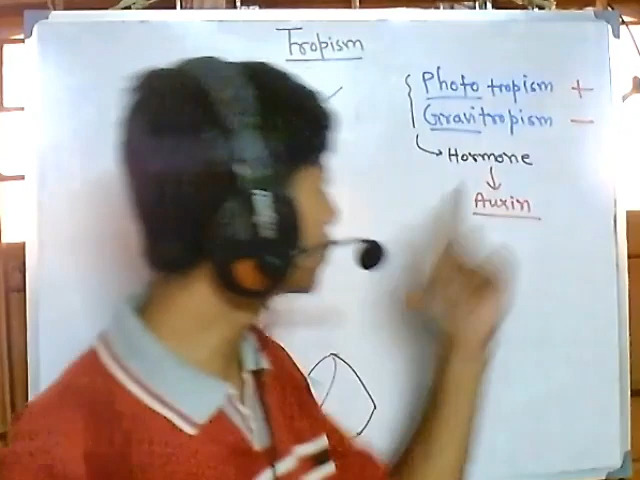 Tropism
Phototropism +
Gravitropism −
Hormone
Auxin